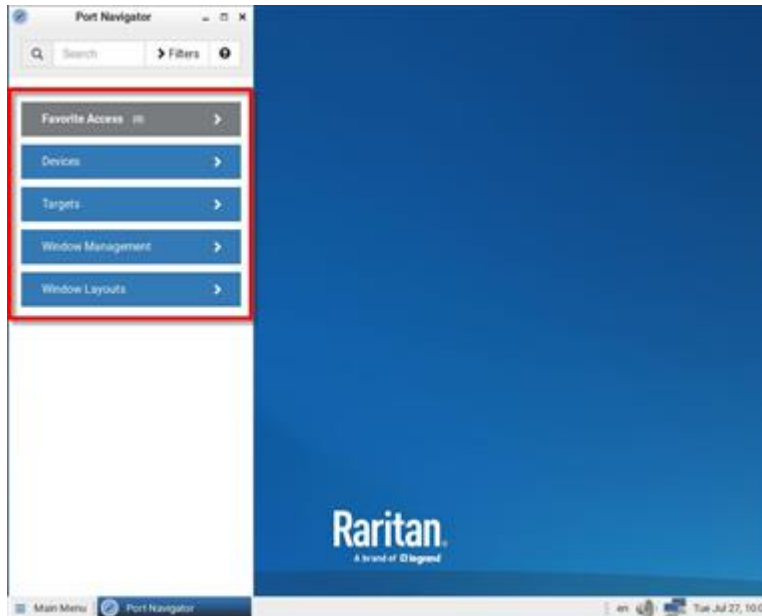 Port Navigator
Search
Filters
Favorite Access
Devices
Targets
Window Management
Window Layouts
Raritan.
A brand of legrand
Main Menu
Port Navigator
en
Tue Jul 27, 10:0